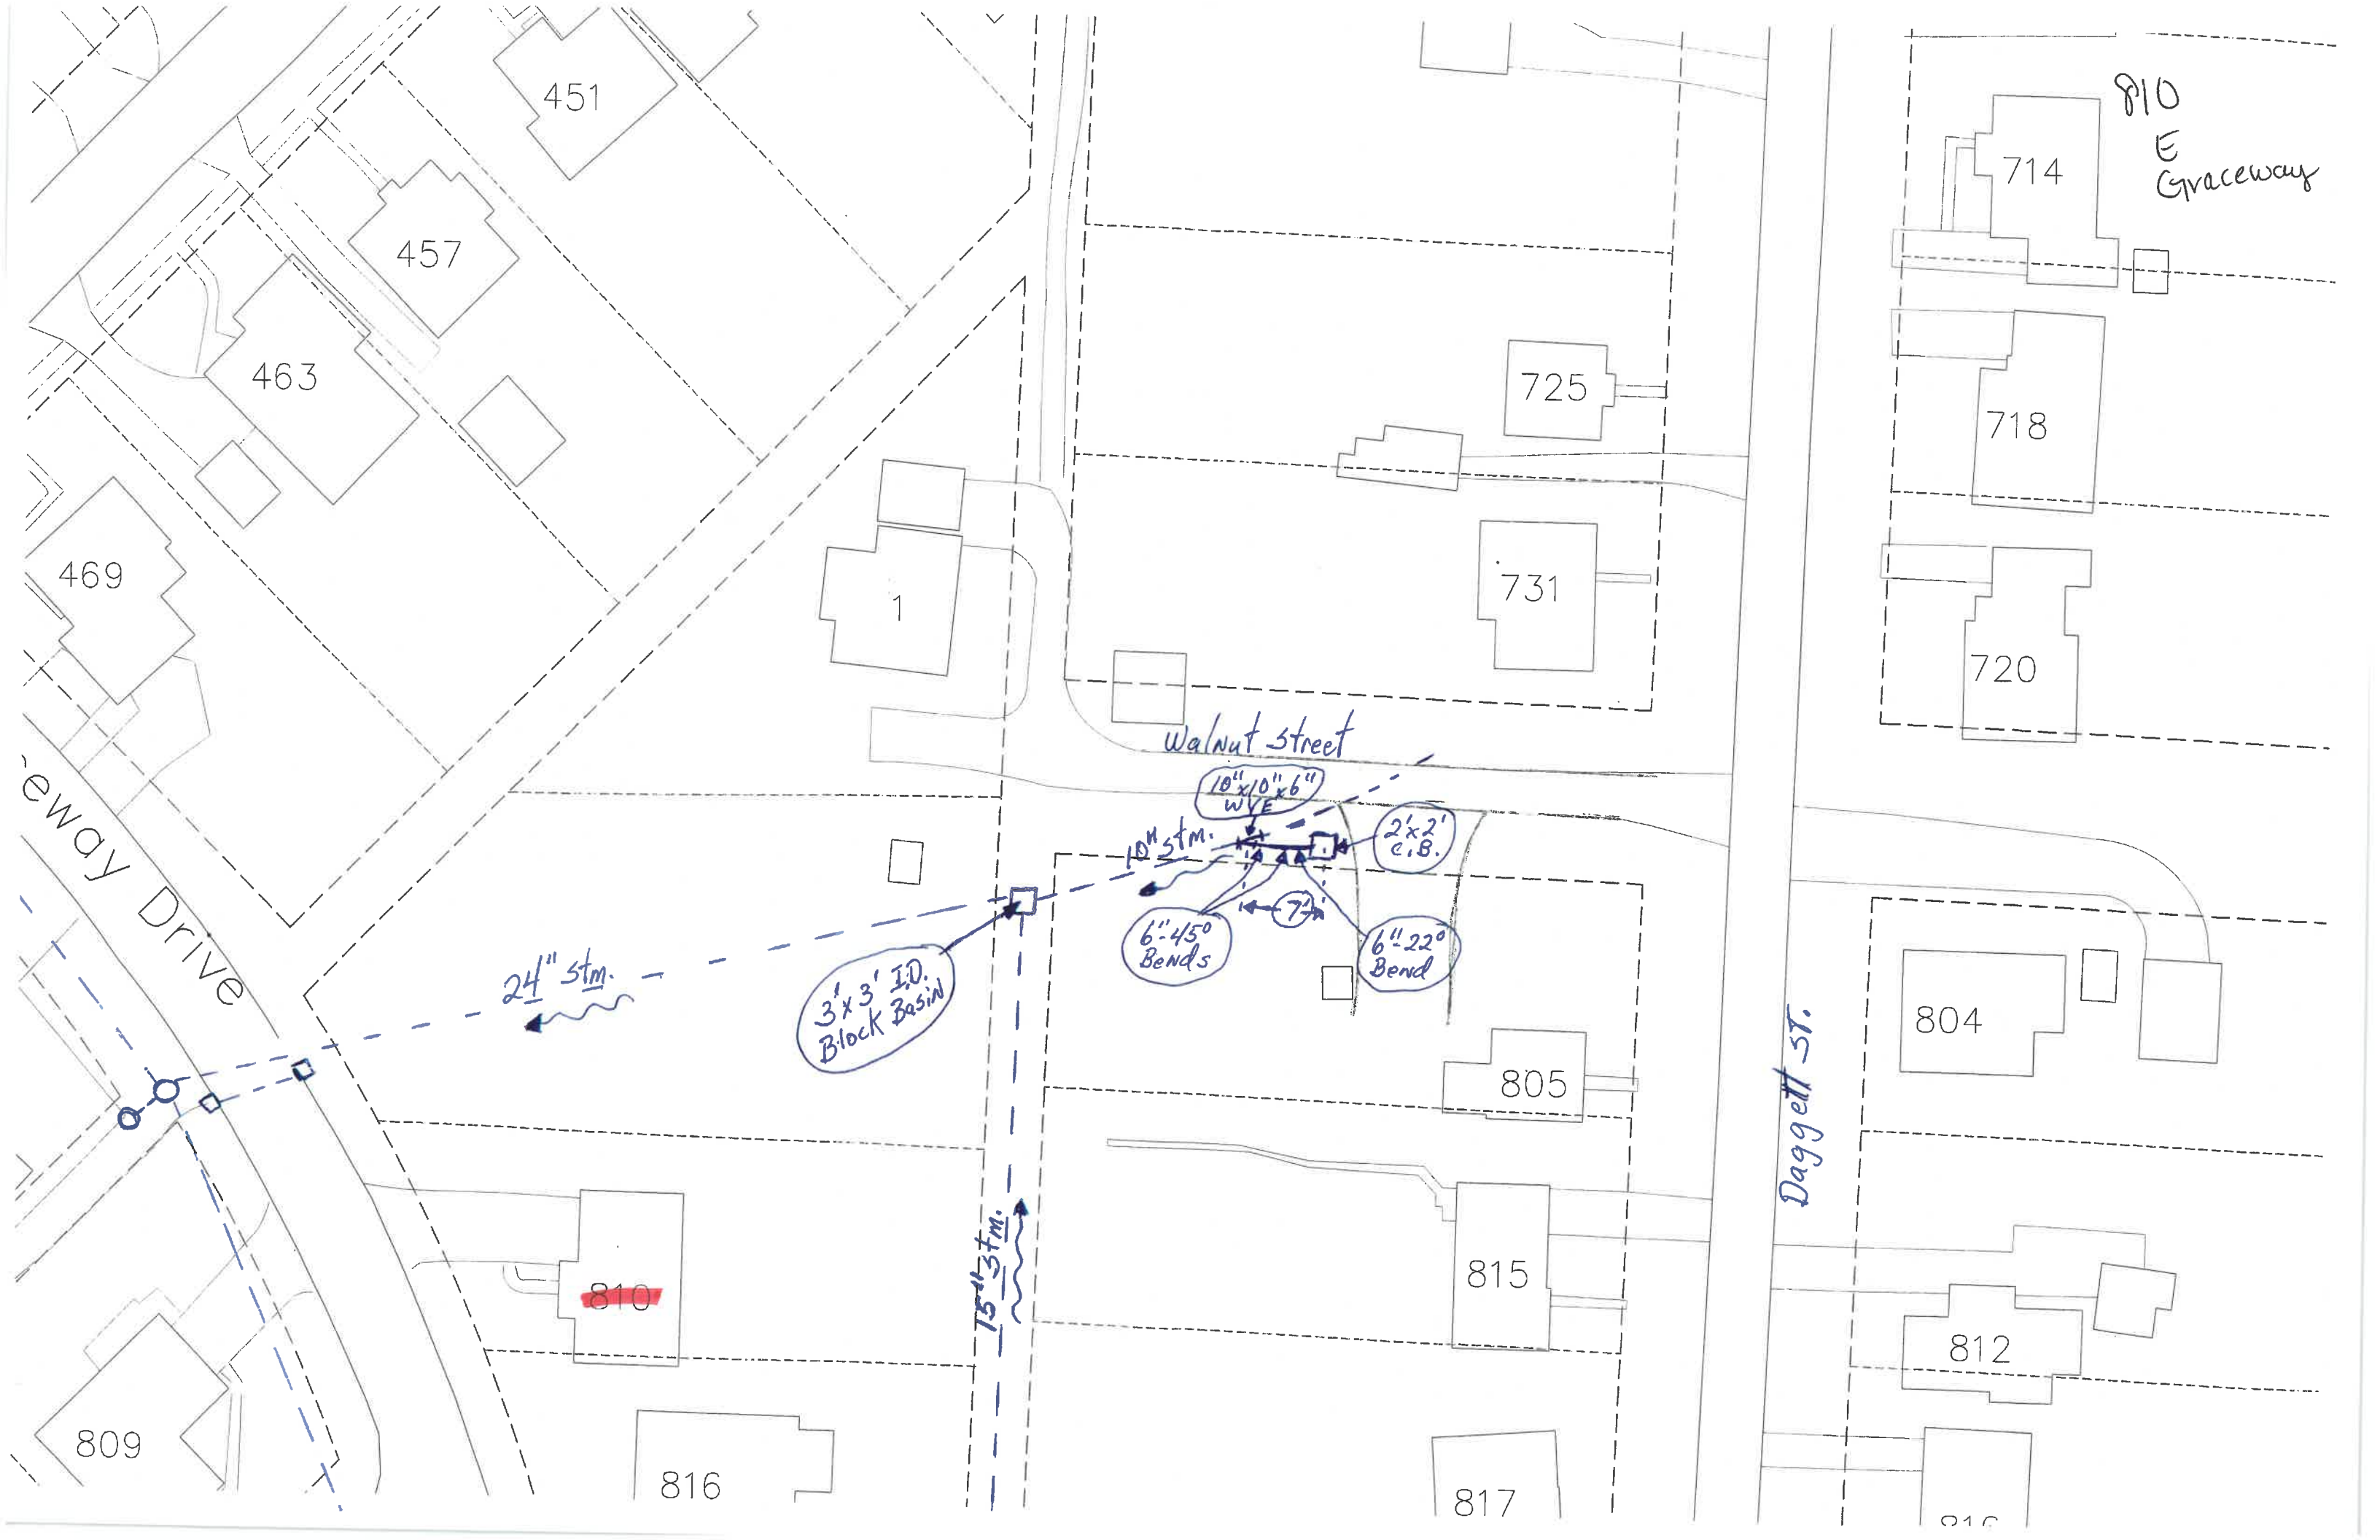 451
810
E
Graceway
714
457
463
725
718
469
1
731
720
Walnut Street
10"x10"x6"
WYE
2'x2'
C.B.
10" Stm.
7'
6"-45°
Bends
6"-22°
Bend
eway Drive
24" Stm.
3'x3' I.D.
Block Basin
804
805
Daggett St.
15" Stm.
810
815
812
809
816
817